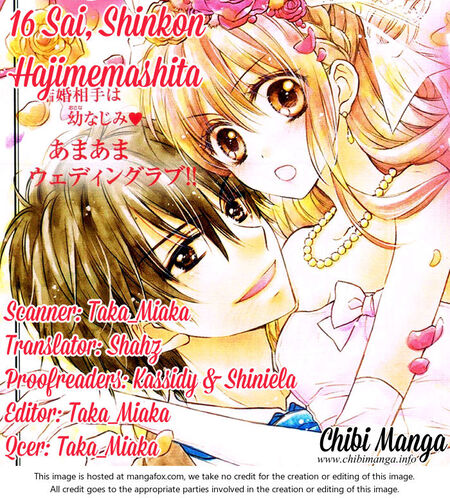 16 Sai, Shinkon
Hajimemashita
結婚相手は
幼なじみ♥
おさな
あまあま
ウェディングラブ!!
Scanner: Taka_Miaka
Translator: Shahz
Proofreaders: Kassidy & Shiniela
Editor: Taka_Miaka
Qcer: Taka_Miaka
Chibi Manga
www.chibimanga.info
This image is hosted at mangafox.com, we take no credit for the creation or editing of this image.
All credit goes to the appropriate parties involved in the creation or editing of this image.